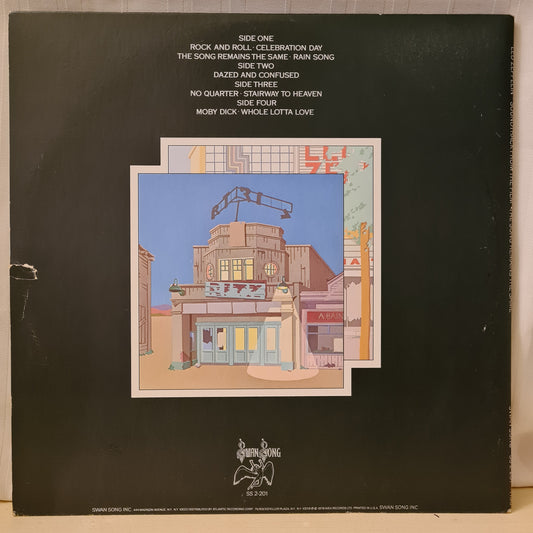 SIDE ONE
ROCK AND ROLL · CELEBRATION DAY
THE SONG REMAINS THE SAME · RAIN SONG
SIDE TWO
DAZED AND CONFUSED
SIDE THREE
NO QUARTER · STAIRWAY TO HEAVEN
SIDE FOUR
MOBY DICK · WHOLE LOTTA LOVE
RITZ
SWAN SONG
SS 2-201
SWAN SONG INC
PRINTED IN U.S.A.
SWAN SONG INC